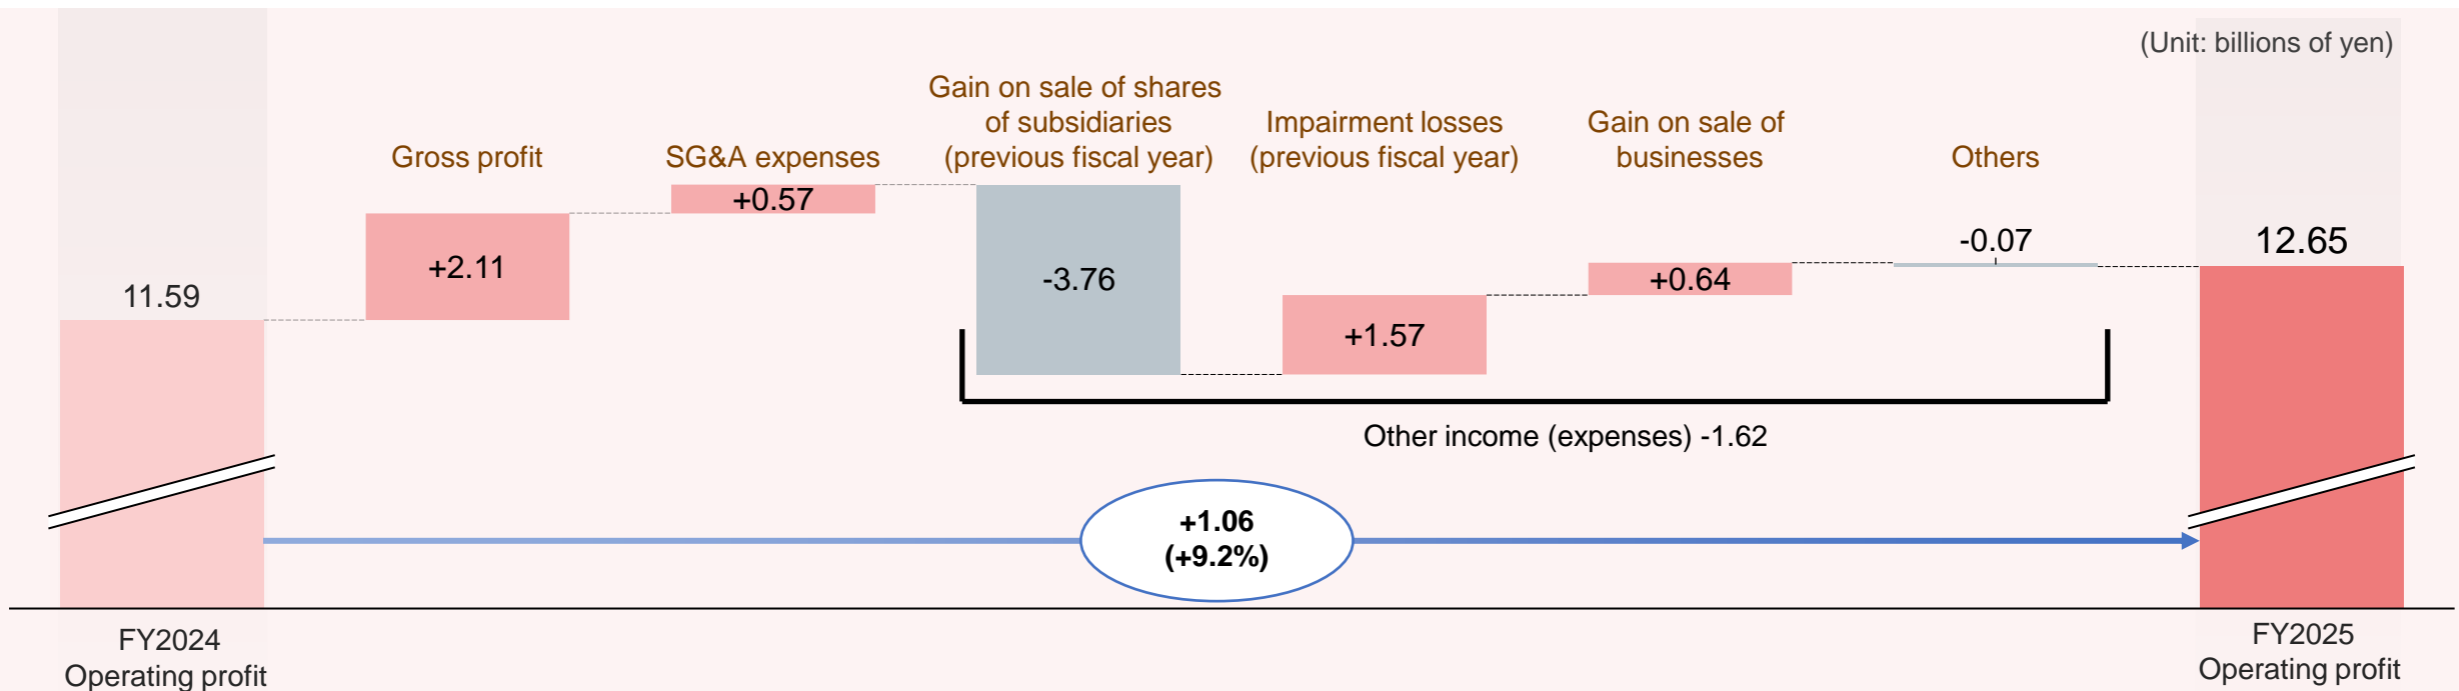 (Unit: billions of yen)
Gross profit
SG&A expenses
Gain on sale of shares
of subsidiaries
(previous fiscal year)
Impairment losses
(previous fiscal year)
Gain on sale of
businesses
Others
11.59
+2.11
+0.57
-3.76
+1.57
+0.64
-0.07
12.65
Other income (expenses) -1.62
+1.06
(+9.2%)
FY2024
Operating profit
FY2025
Operating profit